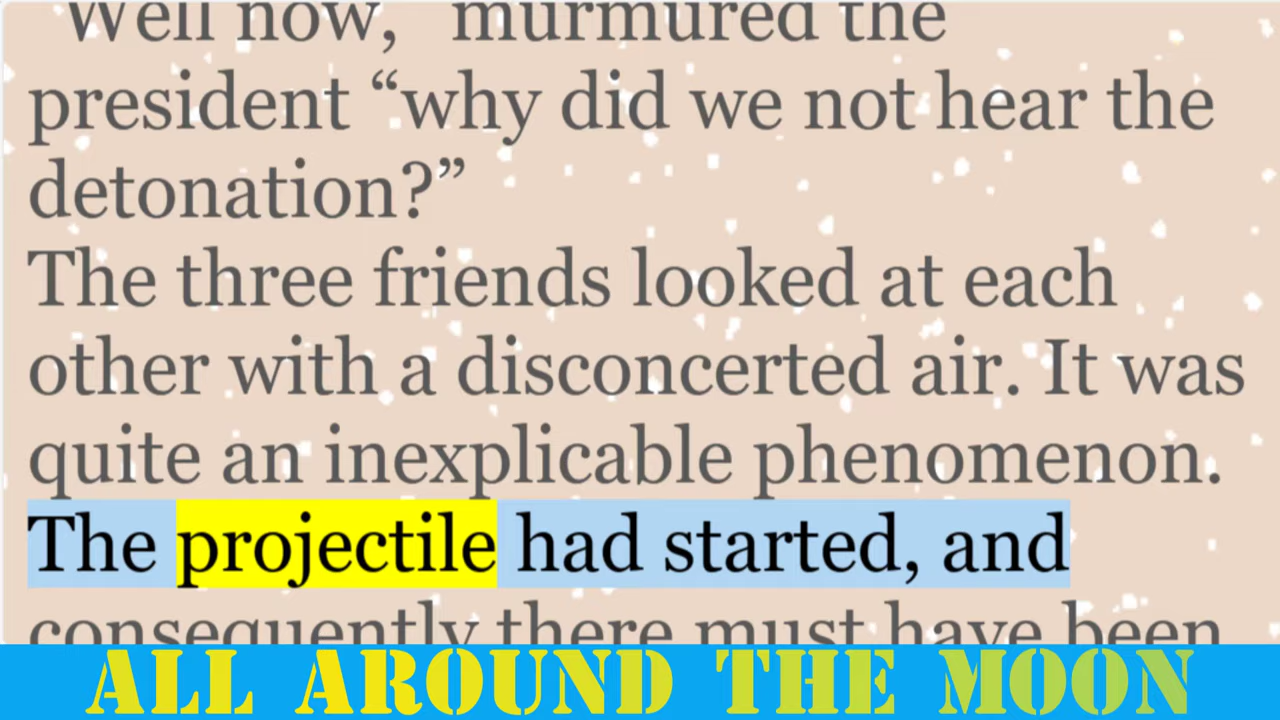 “Well now,” murmured the
president “why did we not hear the
detonation?”
The three friends looked at each
other with a disconcerted air. It was
quite an inexplicable phenomenon.
The projectile had started, and
consequently there must have been
ALL AROUND THE MOON